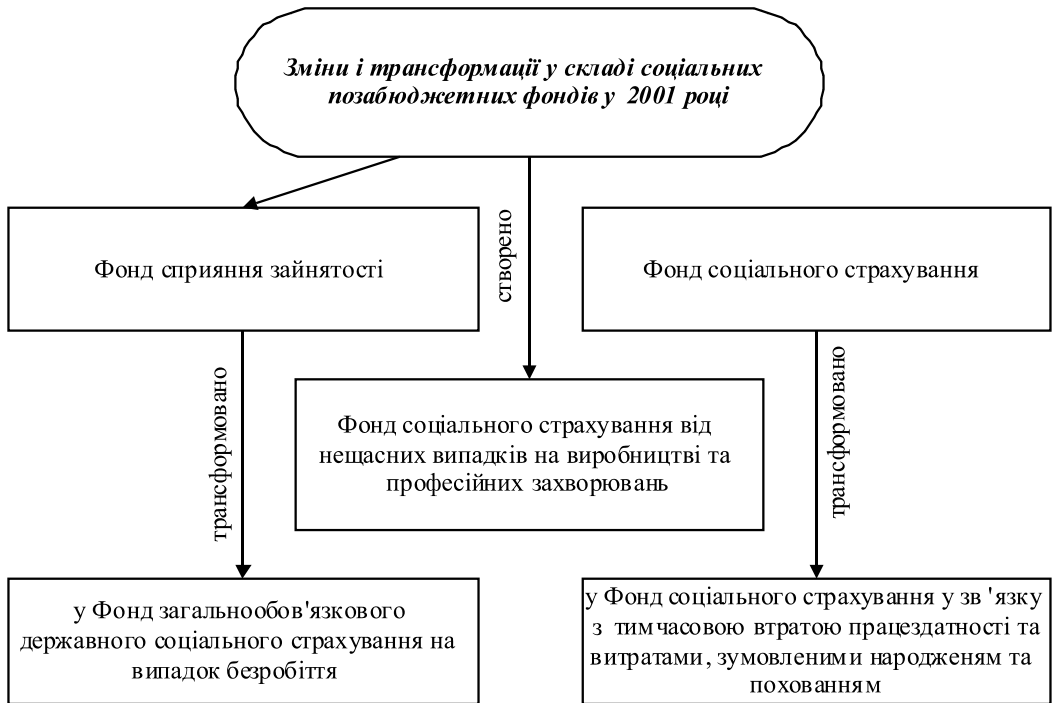 Зміни і трансформації у складі соціальних
позабюджетних фондів у 2001 році
Фонд сприяння зайнятості
створено
Фонд соціального страхування
трансформовано
Фонд соціального страхування від
нещасних випадків на виробництві та
професійних захворювань
трансформовано
у Фонд загальнообов'язкового
державного соціального страхування на
випадок безробіття
у Фонд соціального страхування у зв 'язку
з тимчасовою втратою працездатності та
витратами, зумовленими народженям та
похованням